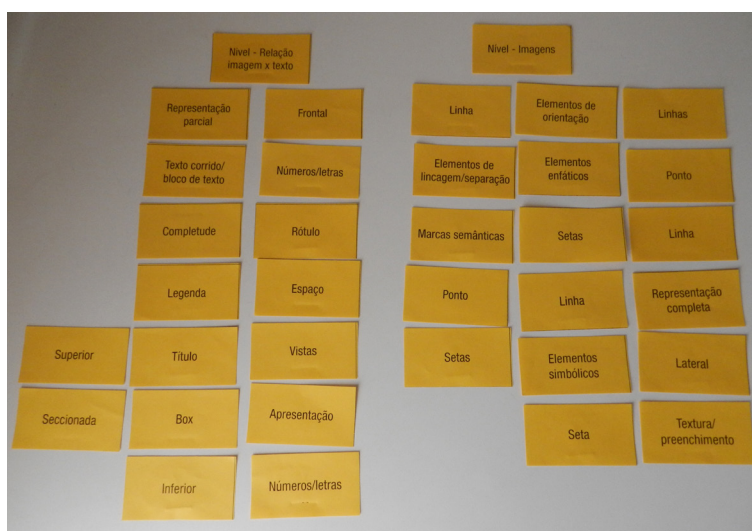 Nível - Relação
imagem x texto
Nível - Imagens
Representação
parcial
Frontal
Linha
Elementos de
orientação
Linhas
Texto corrido/
bloco de texto
Números/letras
Elementos de
lincagem/separação
Elementos
enfáticos
Ponto
Completude
Rótulo
Marcas semânticas
Setas
Linha
Legenda
Espaço
Ponto
Linha
Representação
completa
Superior
Título
Vistas
Setas
Elementos
simbólicos
Lateral
Seccionada
Box
Apresentação
Seta
Textura/
preenchimento
Inferior
Números/letras